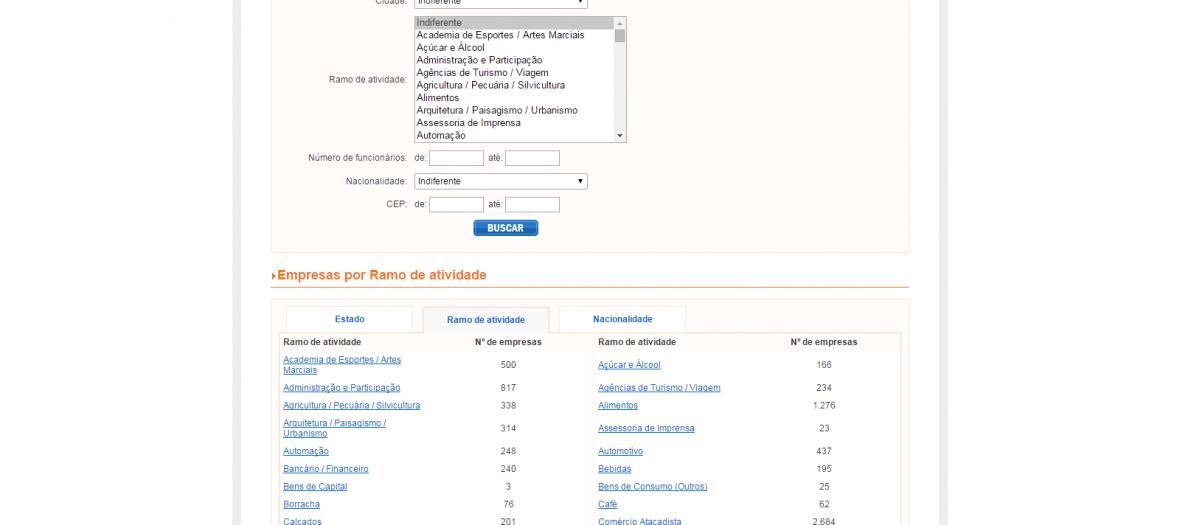 Cidade: Indiferente
Indiferente
Academia de Esportes / Artes Marciais
Açúcar e Álcool
Administração e Participação
Agências de Turismo / Viagem
Ramo de atividade:
Agricultura / Pecuária / Silvicultura
Alimentos
Arquitetura / Paisagismo / Urbanismo
Assessoria de Imprensa
Automação
Número de funcionários: de: até:
Nacionalidade: Indiferente
CEP: de: até:
BUSCAR
Empresas por Ramo de atividade
Estado Ramo de atividade Nacionalidade
Ramo de atividade Nº de empresas Ramo de atividade Nº de empresas
Academia de Esportes / Artes
Marciais 500 Açúcar e Álcool 166
Administração e Participação 817 Agências de Turismo / Viagem 234
Agricultura / Pecuária / Silvicultura 338 Alimentos 1.276
Arquitetura / Paisagismo /
Urbanismo 314 Assessoria de Imprensa 23
Automação 248 Automotivo 437
Bancário / Financeiro 240 Bebidas 195
Bens de Capital 3 Bens de Consumo (Outros) 25
Borracha 76 Café 62
Calçados 201 Comércio Atacadista 2.684